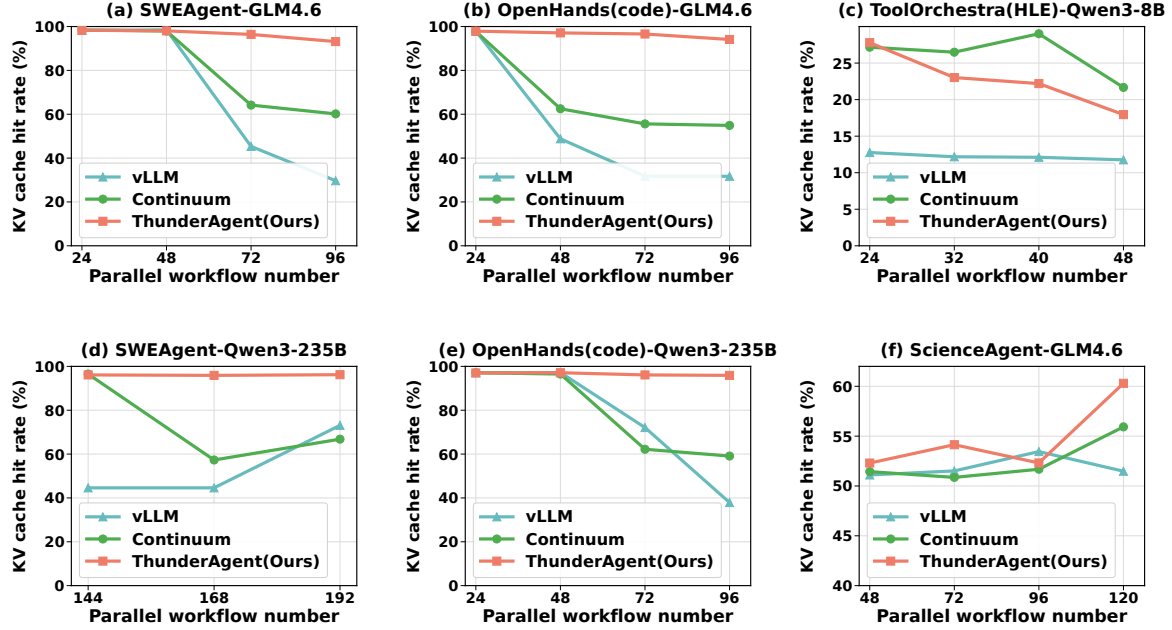 (a) SWEAgent-GLM4.6
KV cache hit rate (%)
100
80
60
40
20
0
vLLM
Continuum
ThunderAgent(Ours)
24 48 72 96
Parallel workflow number
(b) OpenHands(code)-GLM4.6
KV cache hit rate (%)
100
80
60
40
20
0
vLLM
Continuum
ThunderAgent(Ours)
24 48 72 96
Parallel workflow number
(c) ToolOrchestra(HLE)-Qwen3-8B
KV cache hit rate (%)
25
20
15
10
5
0
vLLM
Continuum
ThunderAgent(Ours)
24 32 40 48
Parallel workflow number
(d) SWEAgent-Qwen3-235B
KV cache hit rate (%)
100
80
60
40
20
0
vLLM
Continuum
ThunderAgent(Ours)
144 168 192
Parallel workflow number
(e) OpenHands(code)-Qwen3-235B
KV cache hit rate (%)
100
80
60
40
20
0
vLLM
Continuum
ThunderAgent(Ours)
24 48 72 96
Parallel workflow number
(f) ScienceAgent-GLM4.6
KV cache hit rate (%)
60
55
50
45
40
vLLM
Continuum
ThunderAgent(Ours)
48 72 96 120
Parallel workflow number